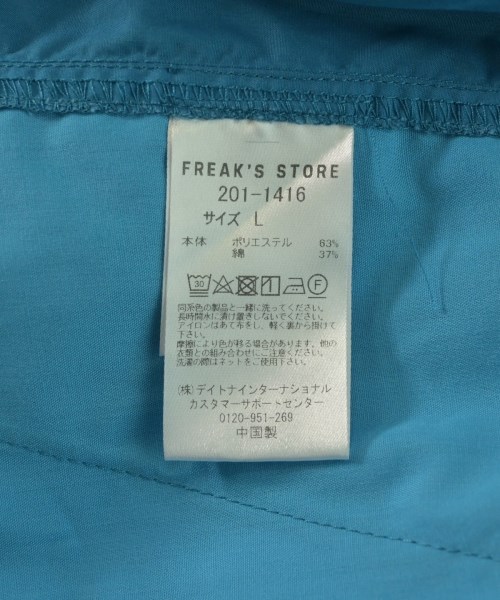 FREAK'S STORE
201-1416
サイズ L
本体 ポリエステル 63%
綿 37%
30 F
同系色の製品と一緒に洗ってください。
長時間水に漬け置きしないでください。
アイロンはあて布をし、軽く裏から掛けて
下さい。
摩擦により色が移る場合があります、他の
衣類との組み合わせにご注意ください。
洗濯の際はネットをご使用下さい。
(株)デイトナインターナショナル
カスタマーサポートセンター
0120-951-269
中国製